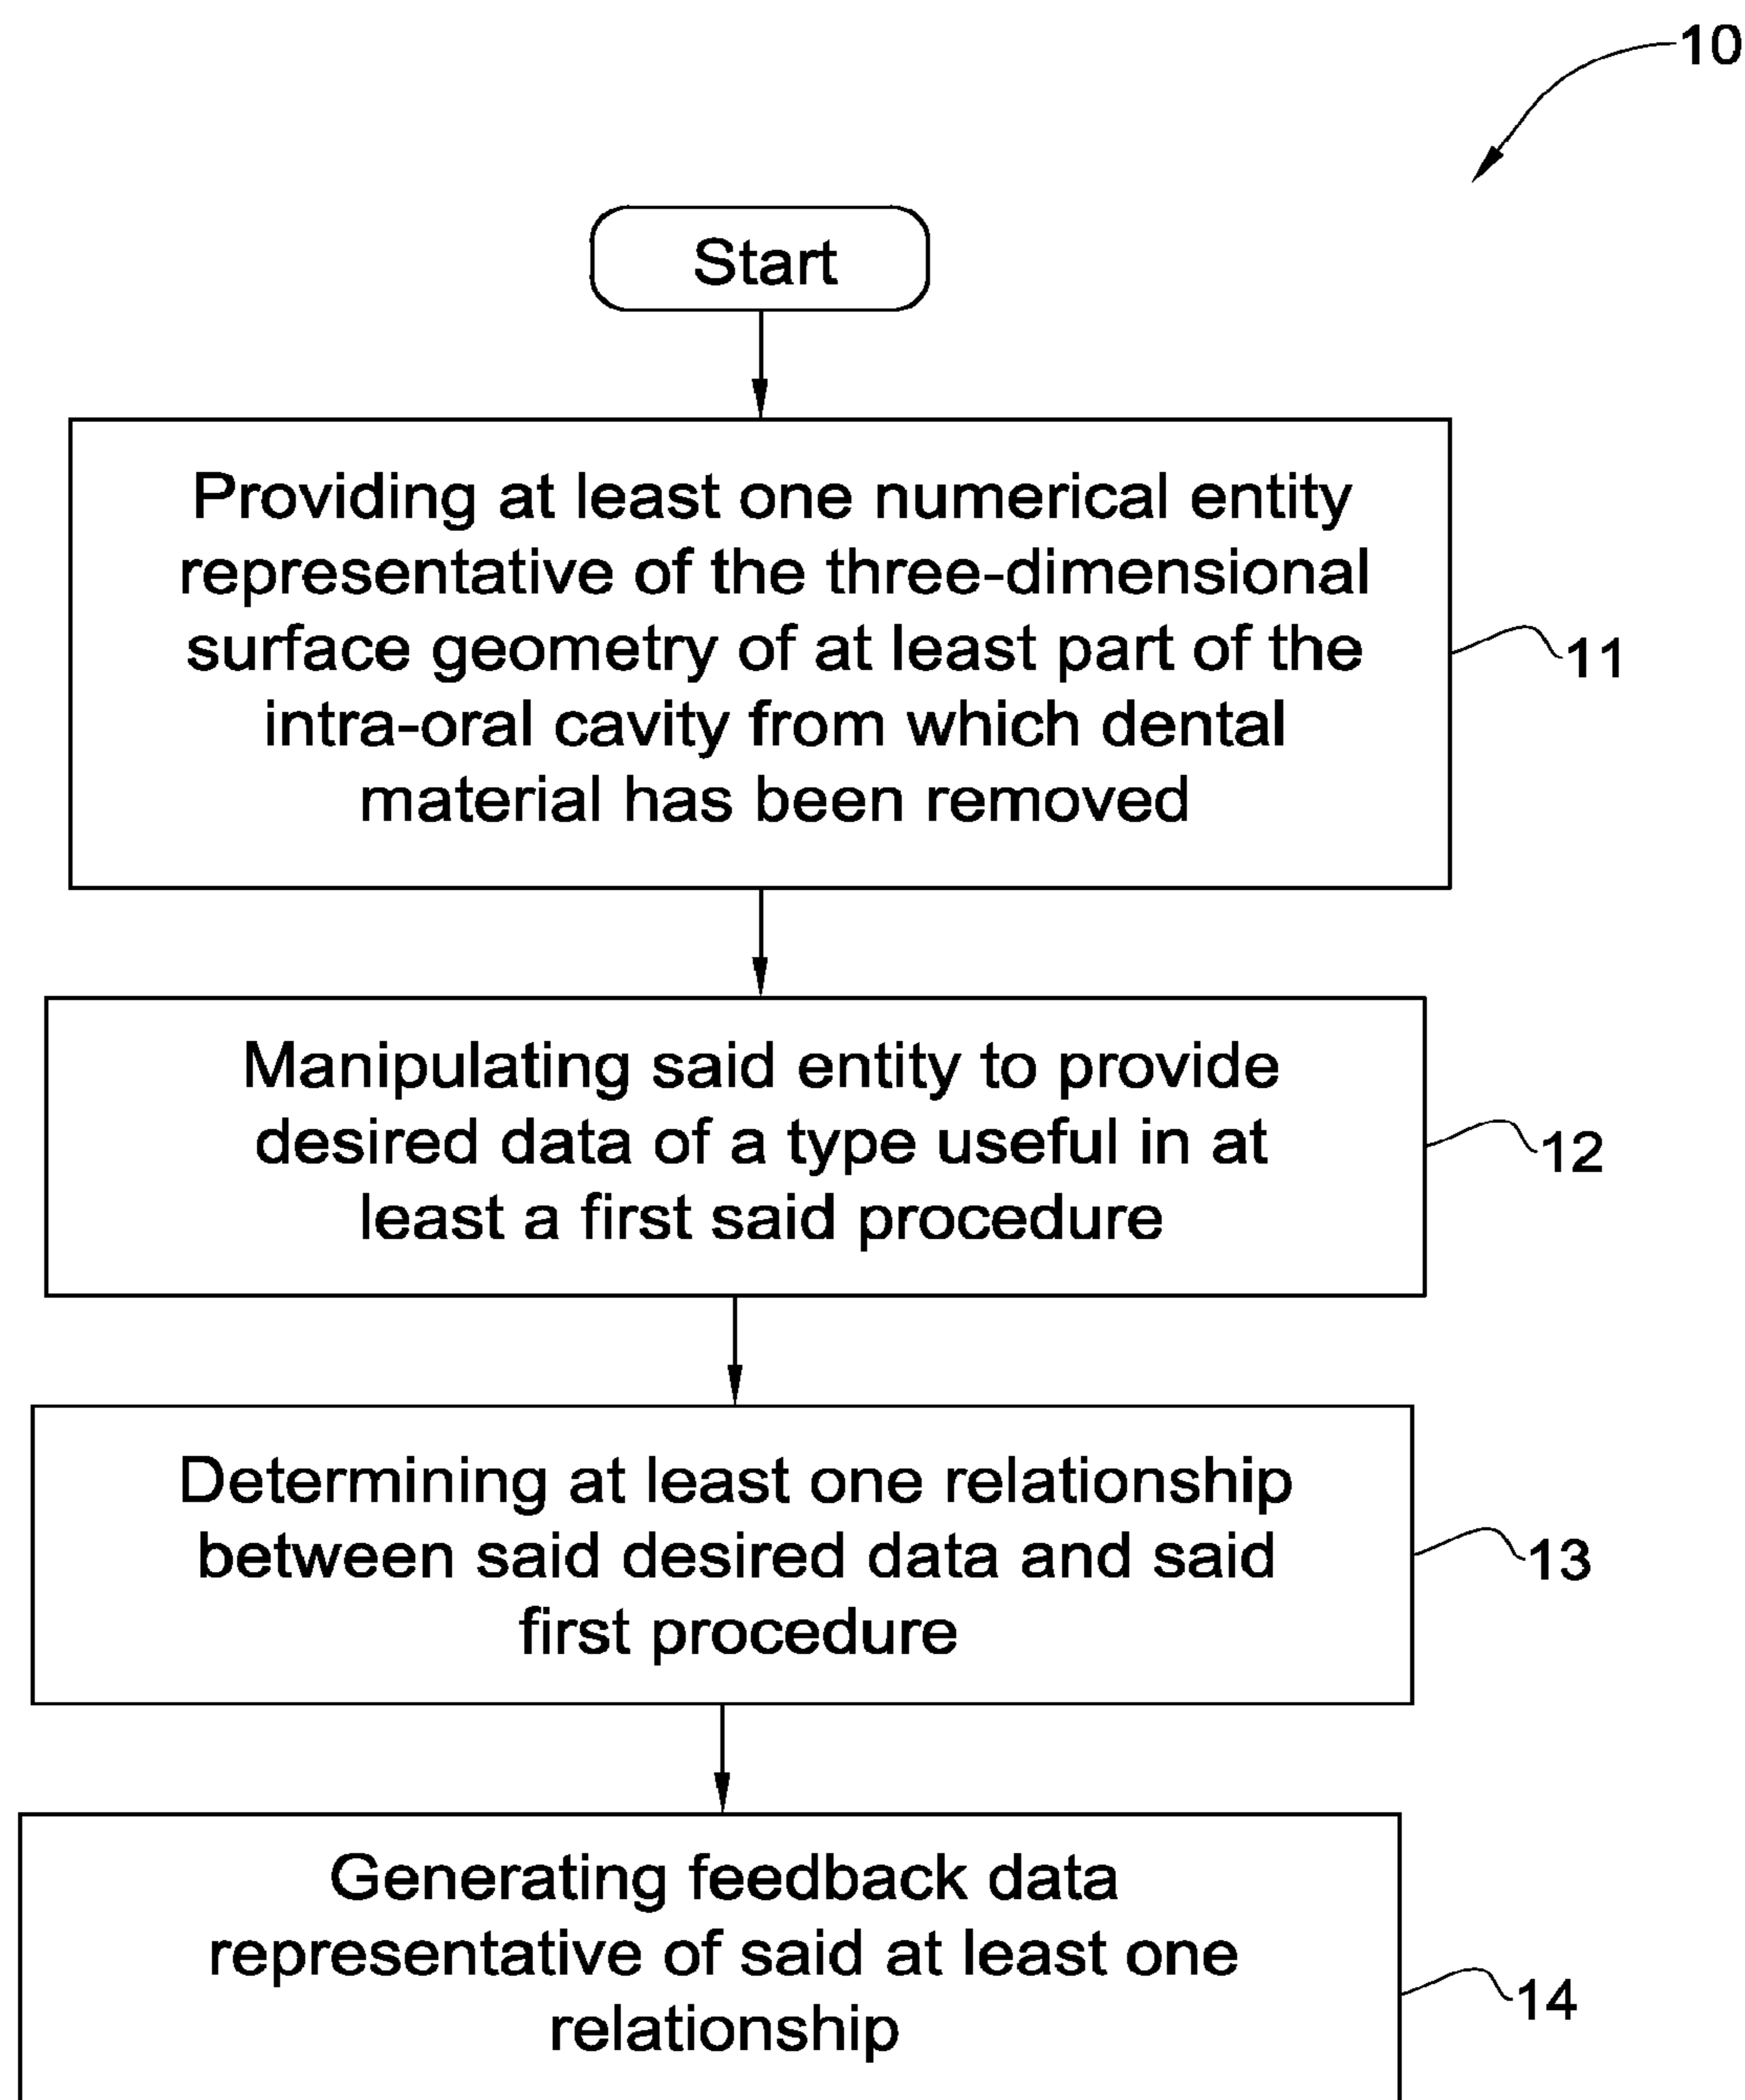 10
Start
Providing at least one numerical entity
representative of the three-dimensional
surface geometry of at least part of the
intra-oral cavity from which dental
material has been removed
11
Manipulating said entity to provide
desired data of a type useful in at
least a first said procedure
12
Determining at least one relationship
between said desired data and said
first procedure
13
Generating feedback data
representative of said at least one
relationship
14